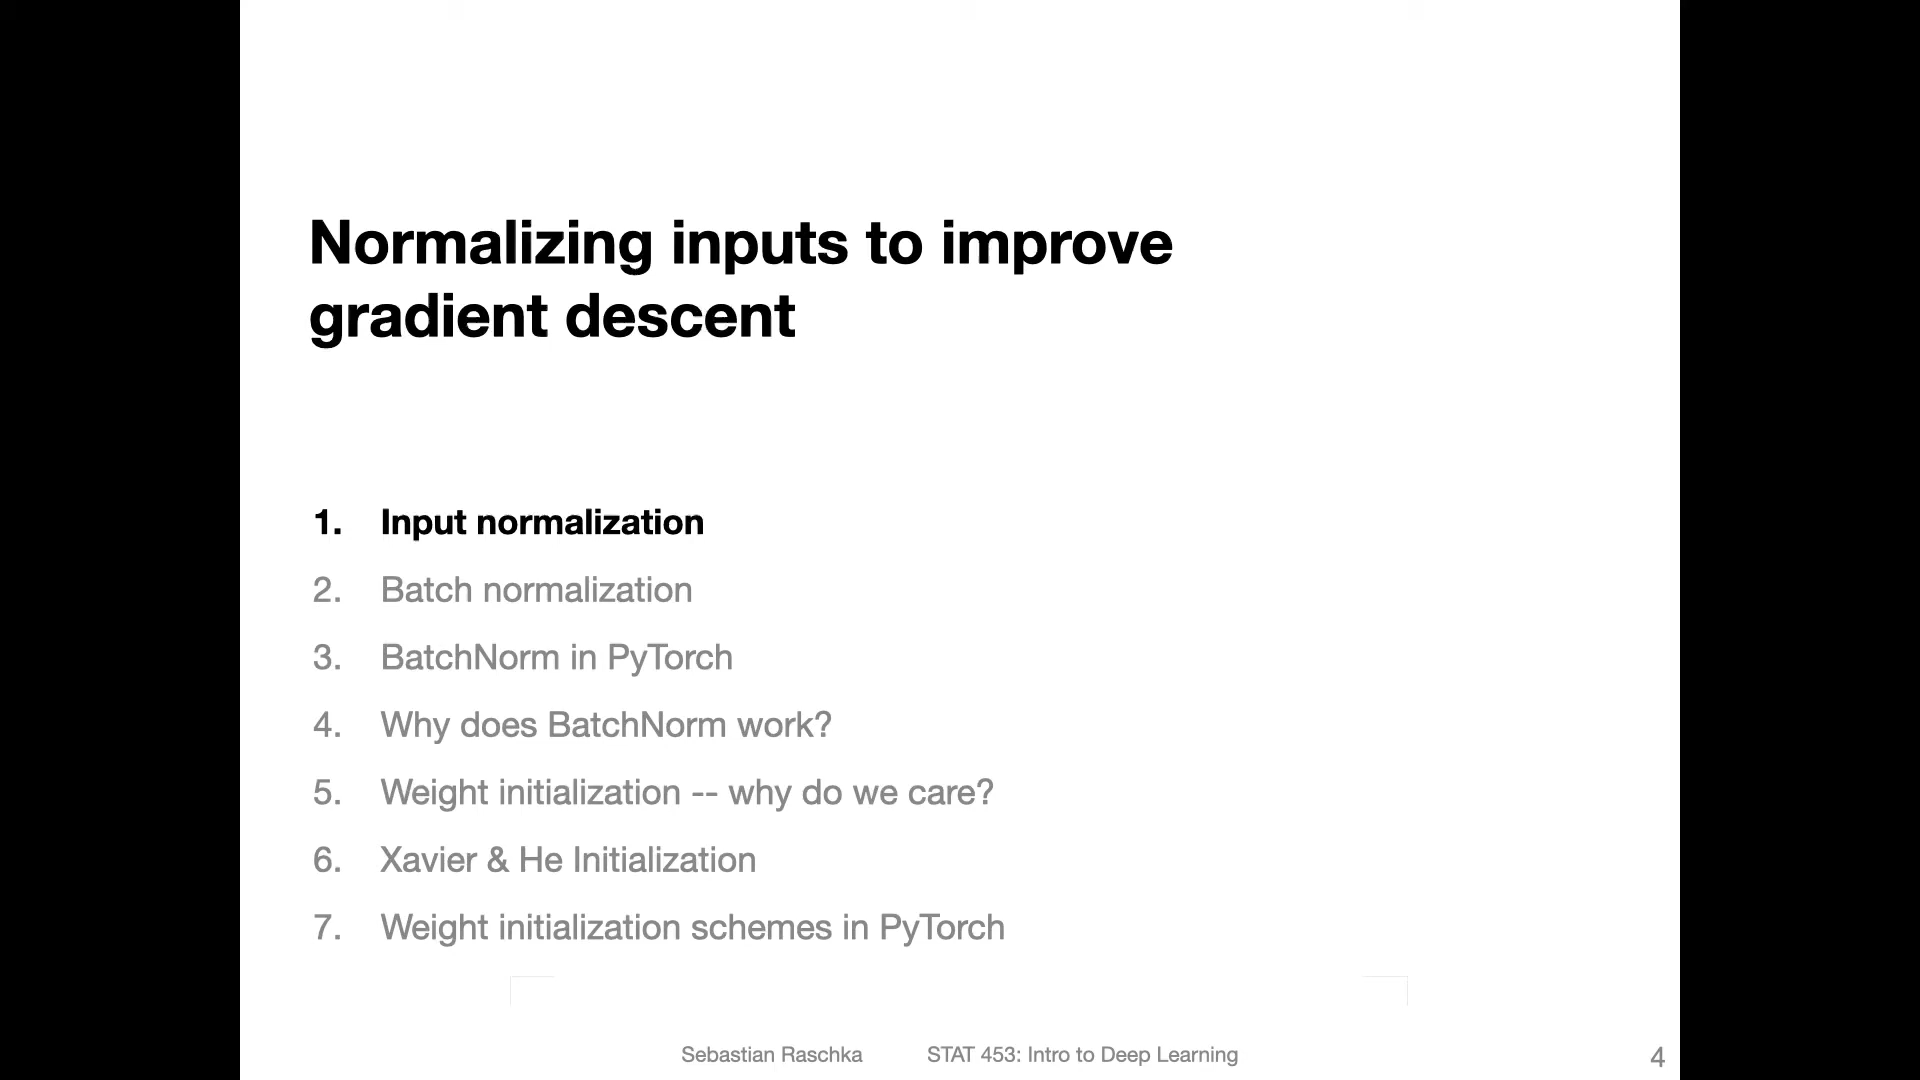 Normalizing inputs to improve
gradient descent
1. Input normalization
2. Batch normalization
3. BatchNorm in PyTorch
4. Why does BatchNorm work?
5. Weight initialization -- why do we care?
6. Xavier & He Initialization
7. Weight initialization schemes in PyTorch
Sebastian Raschka STAT 453: Intro to Deep Learning 4